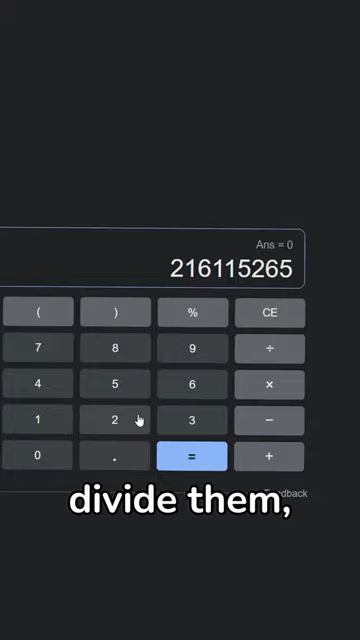 Ans = 0
216115265
( ) % CE
7 8 9 ÷
4 5 6 ×
1 2 3 −
0 . = +
divide them,